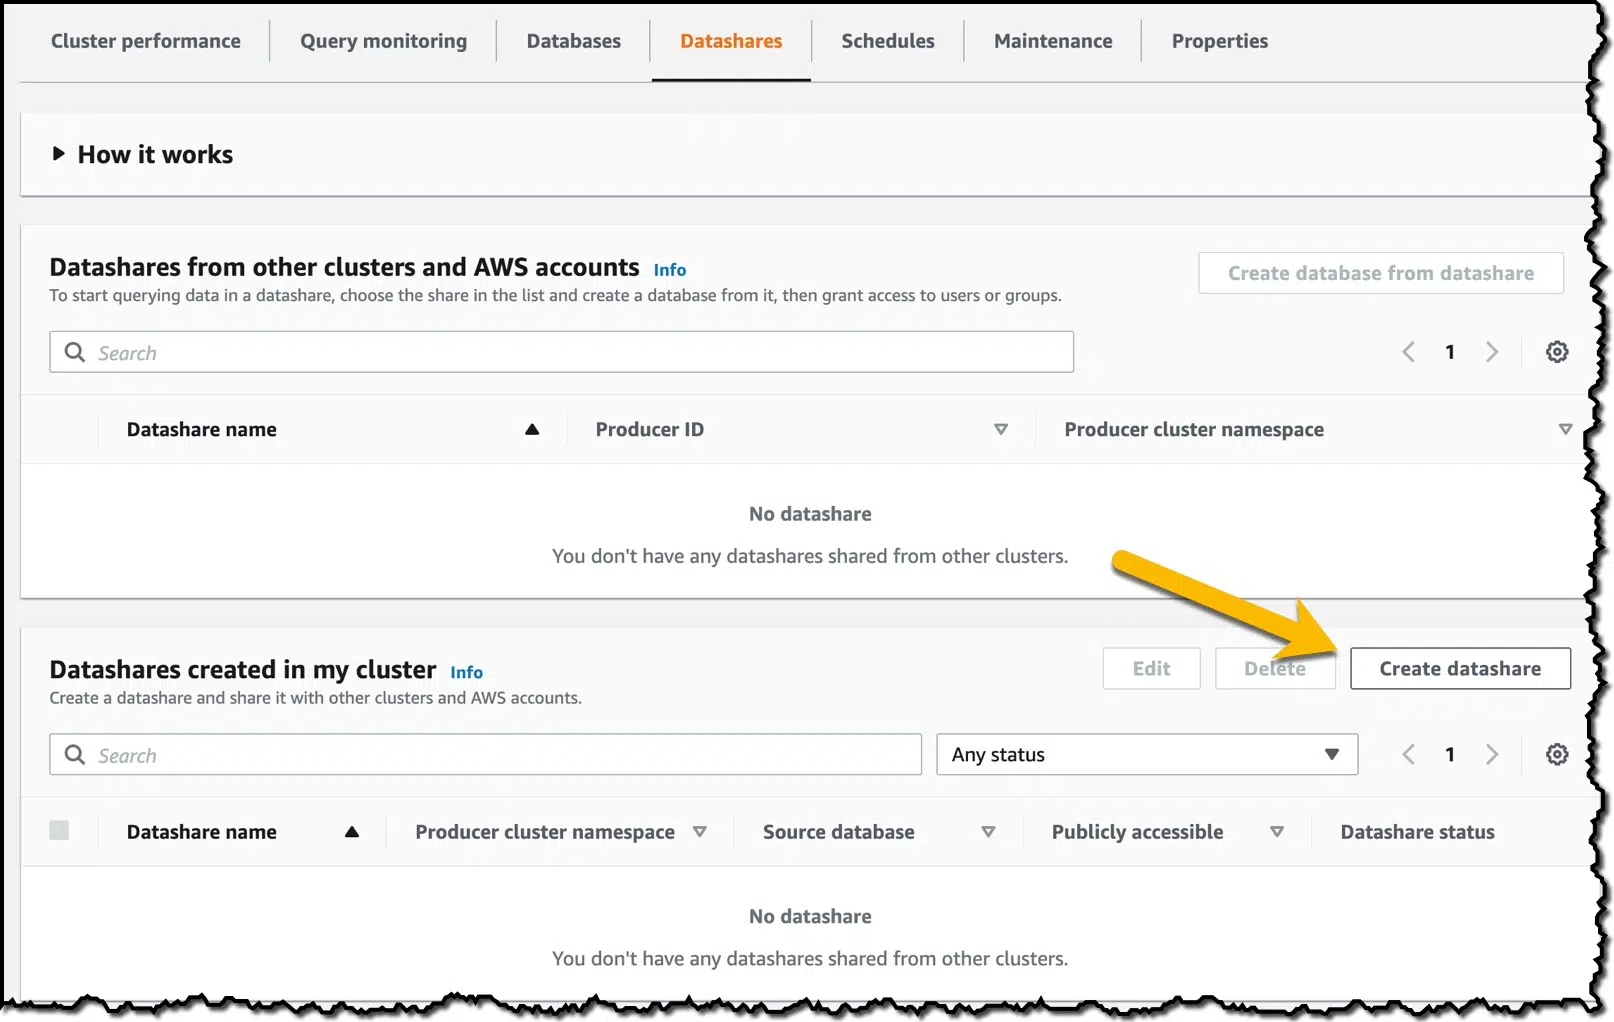 Cluster performance
Query monitoring
Databases
Datashares
Schedules
Maintenance
Properties
How it works
Datashares from other clusters and AWS accounts Info
To start querying data in a datashare, choose the share in the list and create a database from it, then grant access to users or groups.
Create database from datashare
Search
1
Datashare name
Producer ID
Producer cluster namespace
No datashare
You don't have any datashares shared from other clusters.
Datashares created in my cluster Info
Create a datashare and share it with other clusters and AWS accounts.
Edit
Delete
Create datashare
Search
Any status
1
Datashare name
Producer cluster namespace
Source database
Publicly accessible
Datashare status
No datashare
You don't have any datashares shared from other clusters.